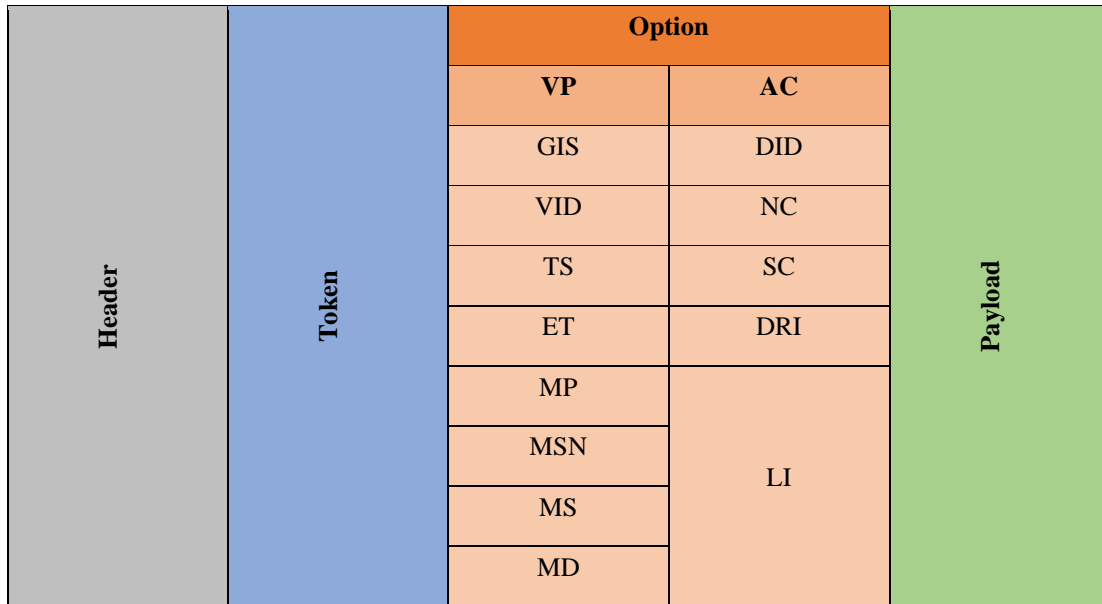 Header
Token
Option
VP AC
GIS DID
VID NC
TS SC
ET DRI
MP
MSN
LI
MS
MD
Payload